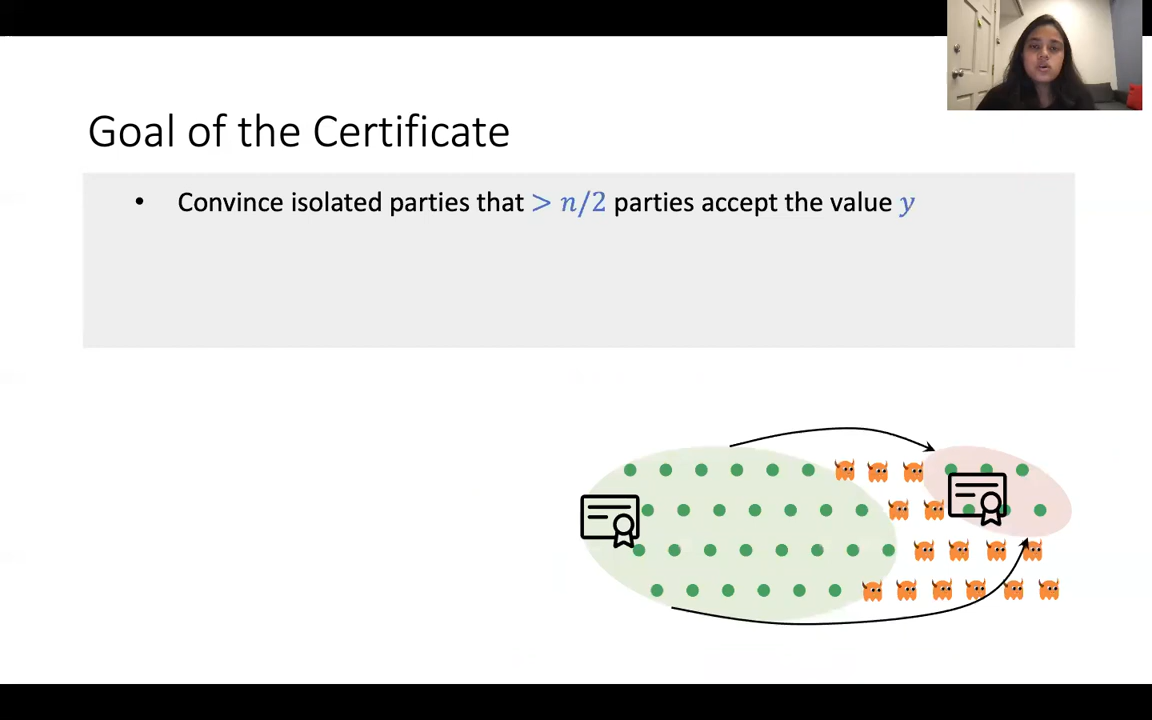 Goal of the Certificate
• Convince isolated parties that > n/2 parties accept the value y